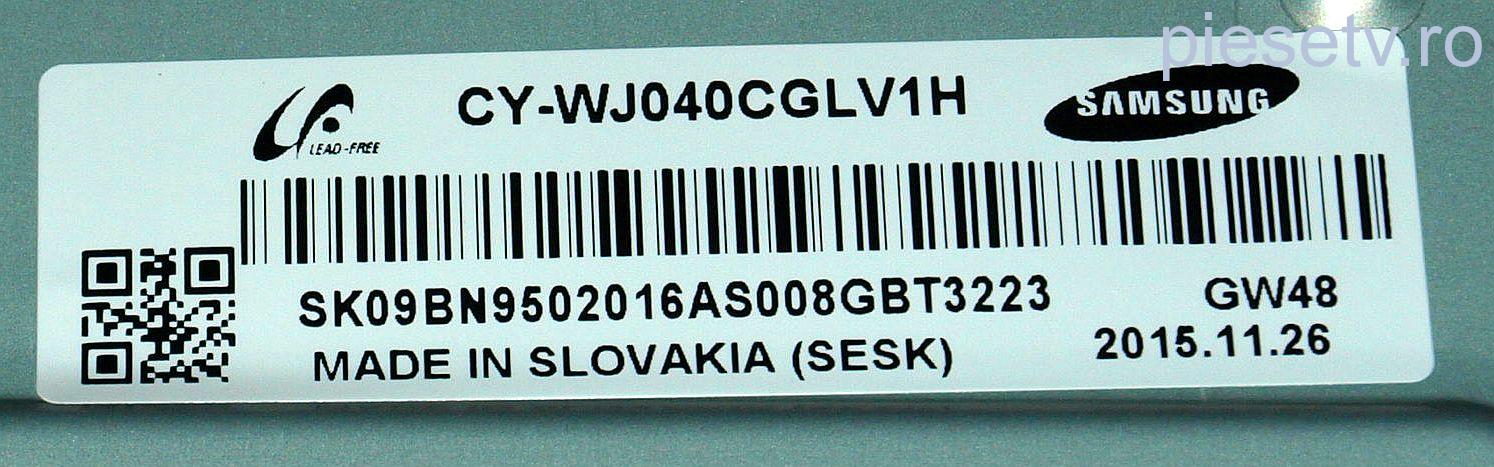 piesetv.ro
CY-WJ040CGLV1H
SAMSUNG
LEAD-FREE
SK09BN9502016AS008GBT3223
GW48
MADE IN SLOVAKIA (SESK)
2015.11.26